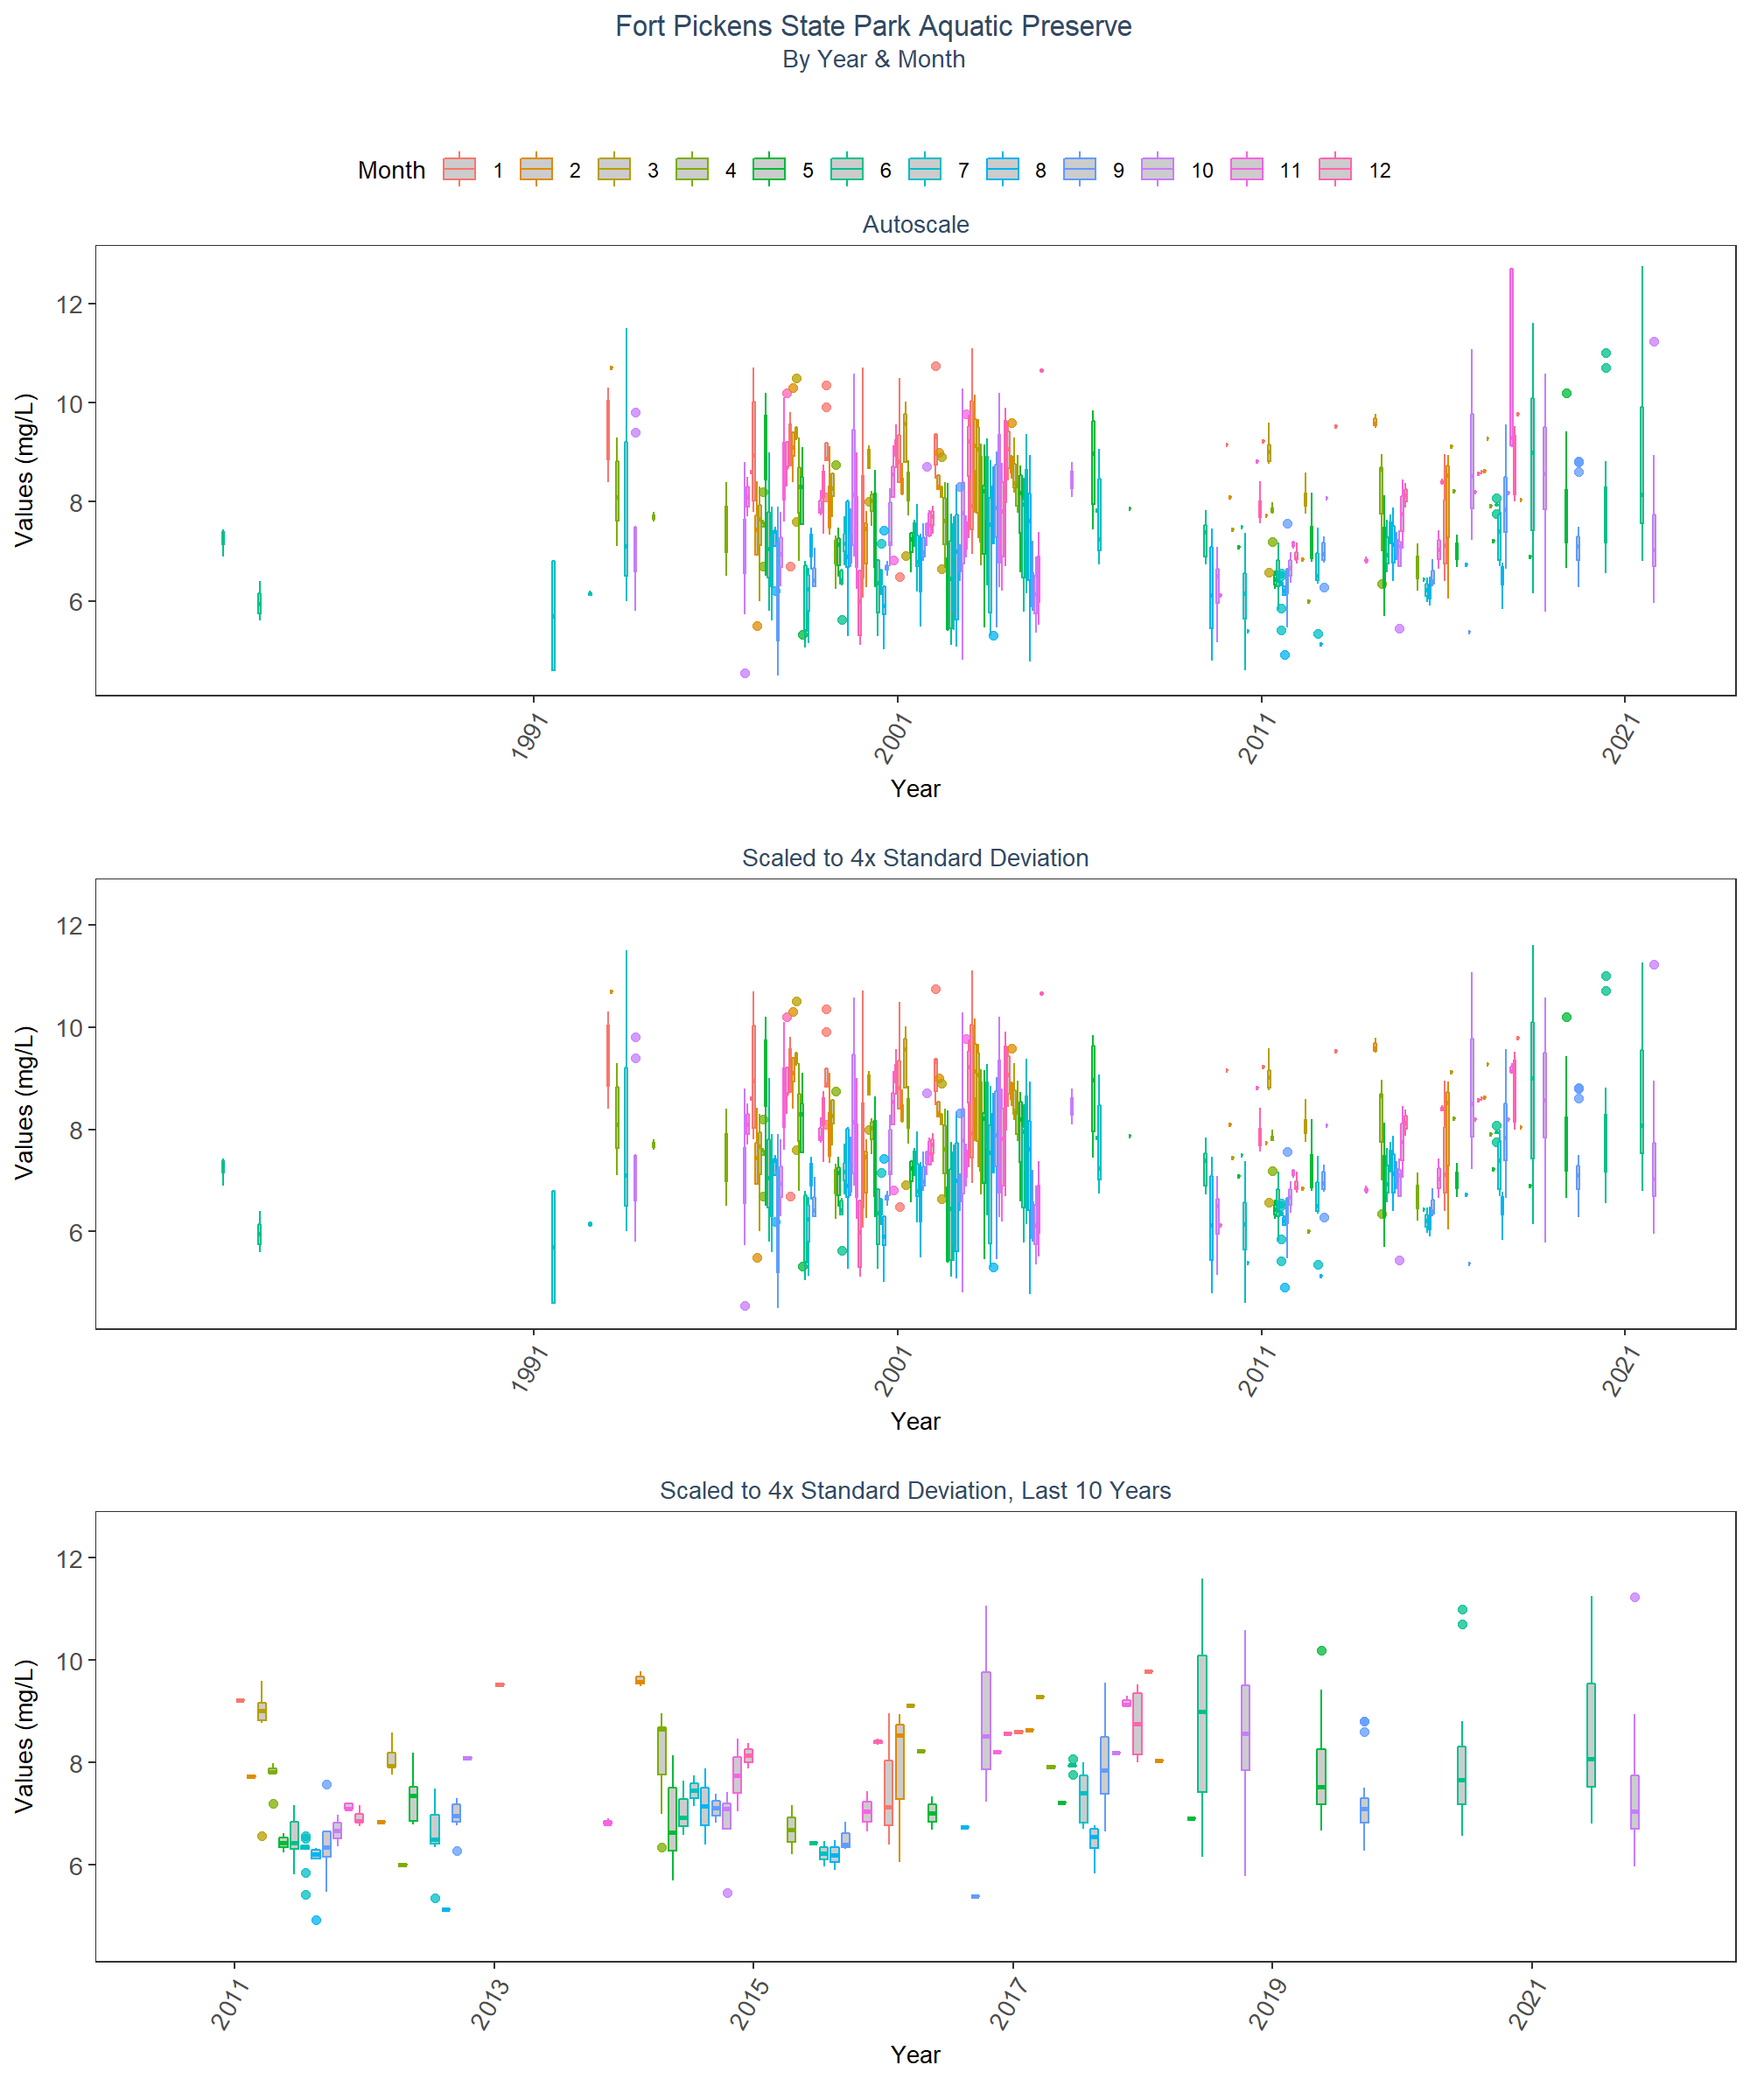 Fort Pickens State Park Aquatic Preserve
By Year & Month
Month 1 2 3 4 5 6 7 8 9 10 11 12
Autoscale
Values (mg/L)
12
10
8
6
1991 2001 2011 2021
Year
Scaled to 4x Standard Deviation
Values (mg/L)
12
10
8
6
1991 2001 2011 2021
Year
Scaled to 4x Standard Deviation, Last 10 Years
Values (mg/L)
12
10
8
6
2011 2013 2015 2017 2019 2021
Year